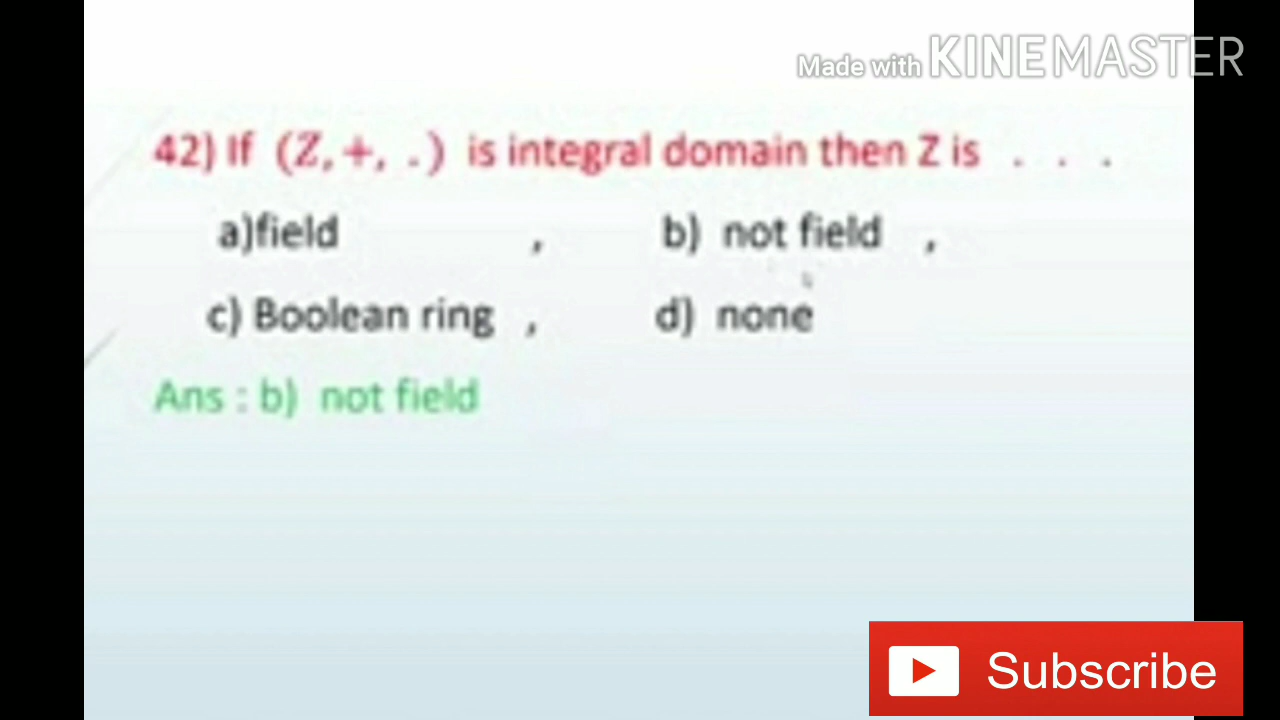 Made with KINEMASTER
42) If (Z, +, .) is integral domain then Z is . . .
a)field , b) not field ,
c) Boolean ring , d) none
Ans : b) not field
Subscribe